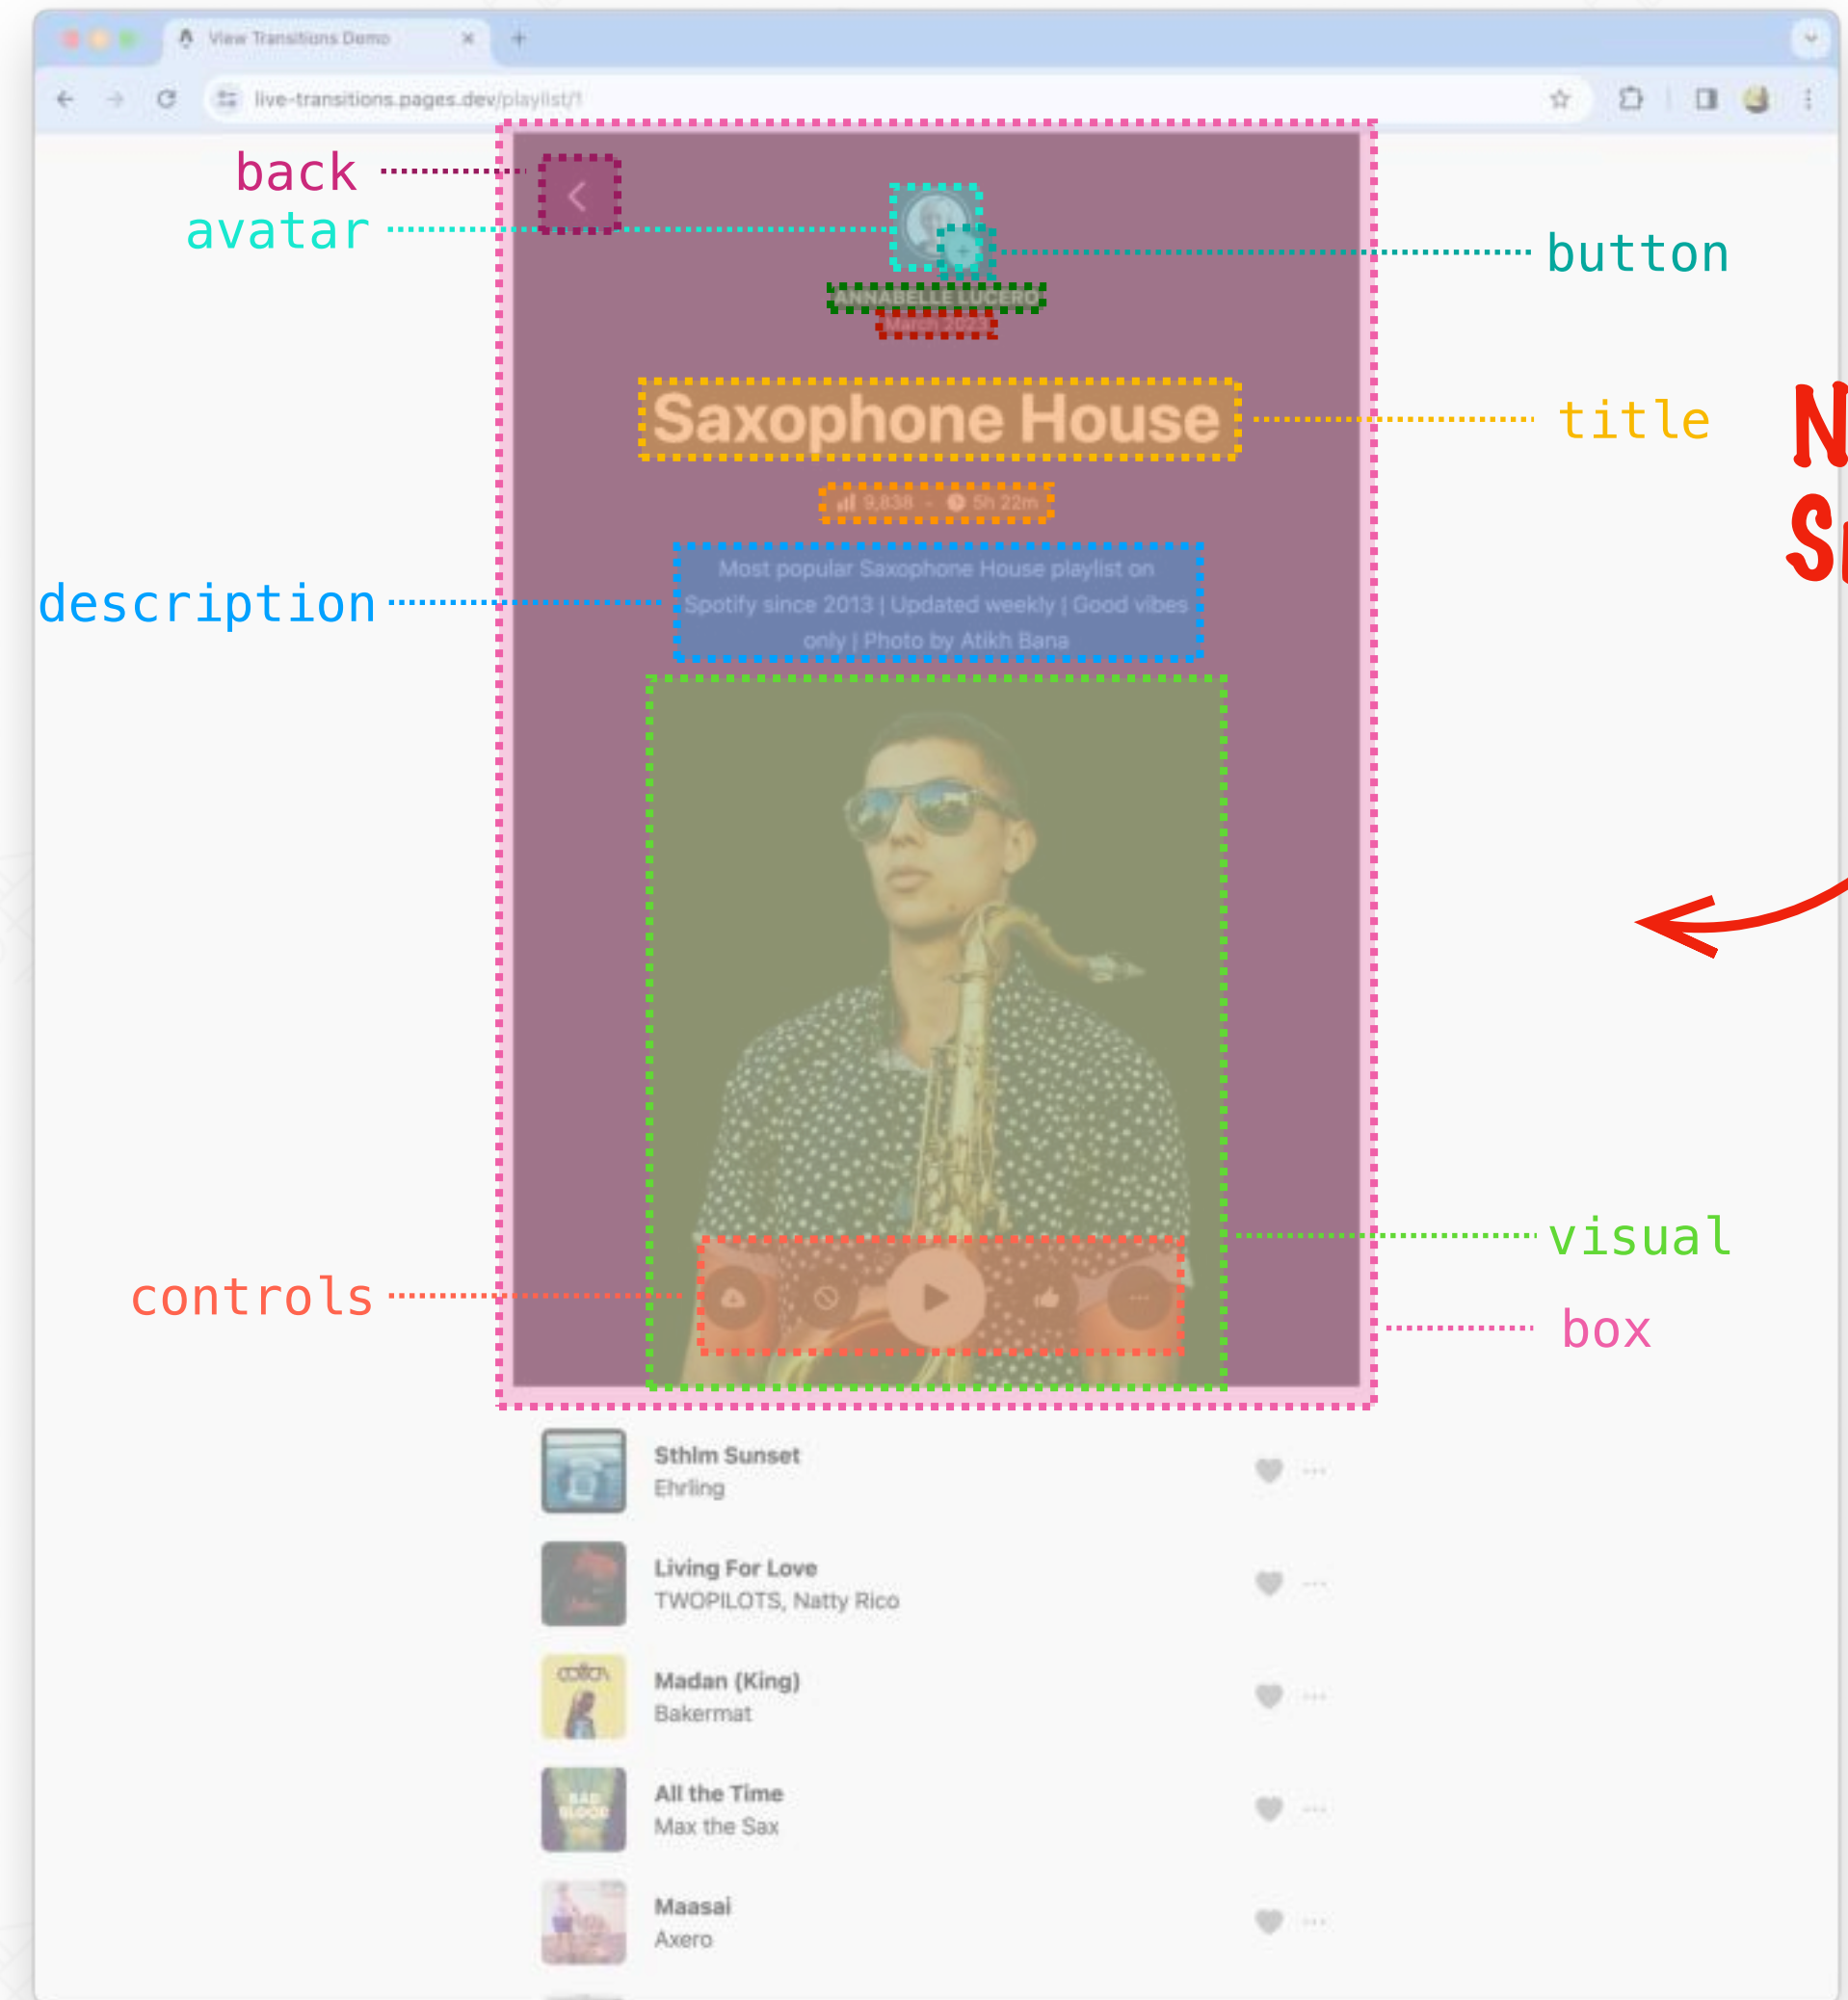 View Transitions Demo
live-transitions.pages.dev/playlist/1
back
avatar
button
ANNABELLE LUCERO
March 2023
Saxophone House
title
9,838 - 5h 22m
description
Most popular Saxophone House playlist on
Spotify since 2013 | Updated weekly | Good vibes
only | Photo by Atikh Bana
visual
controls
box
Sthlm Sunset
Ehrling
Living For Love
TWOPILOTS, Natty Rico
Madan (King)
Bakermat
All the Time
Max the Sax
BAD
BLOOD
Maasai
Axero